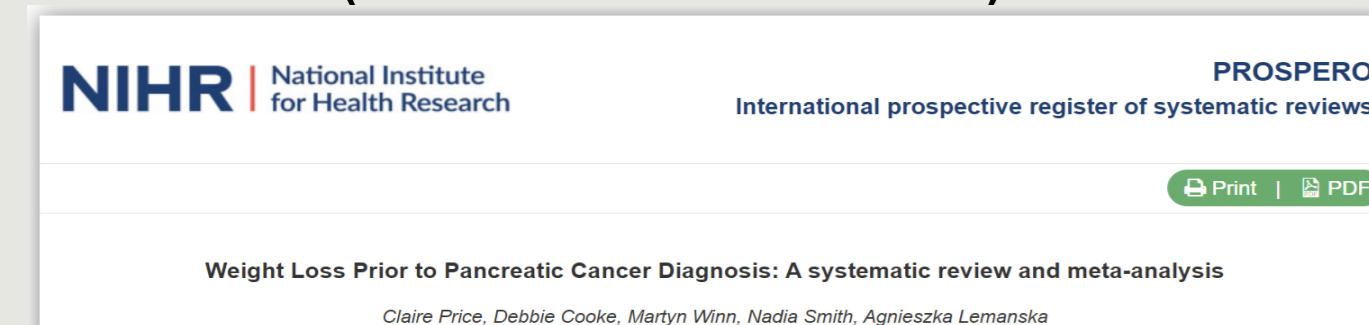 NIHR | National Institute
for Health Research
PROSPERO
International prospective register of systematic reviews
Print | PDF
Weight Loss Prior to Pancreatic Cancer Diagnosis: A systematic review and meta-analysis
Claire Price, Debbie Cooke, Martyn Winn, Nadia Smith, Agnieszka Lemanska